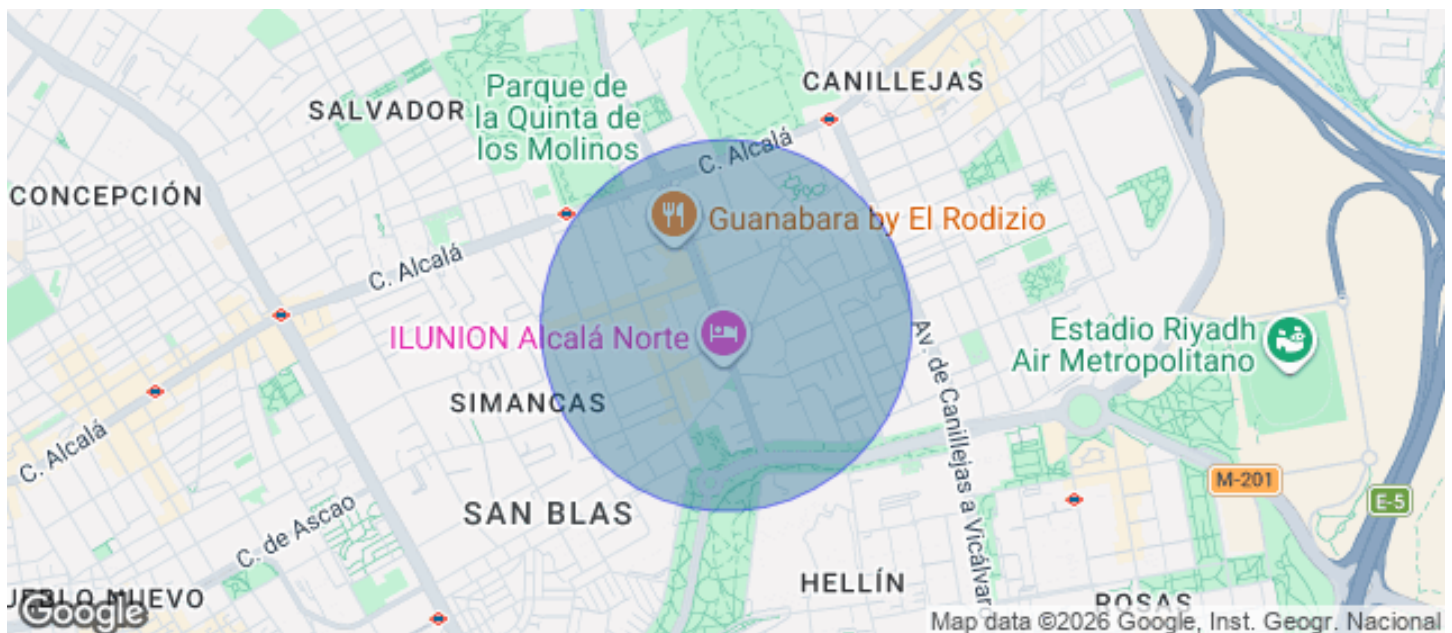 CANILLEJAS
SALVADOR
Parque de
la Quinta de
los Molinos
C. Alcalá
CONCEPCIÓN
Guanabara by El Rodizio
C. Alcalá
ILUNION Alcalá Norte
Estadio Riyadh
Air Metropolitano
Av. de Canillejas a Vicálvar
SIMANCAS
C. Alcalá
M-201
E-5
SAN BLAS
C. de Ascao
HELLÍN
UEBLO NUEVO
ROSAS
Google
Map data ©2026 Google, Inst. Geogr. Nacional